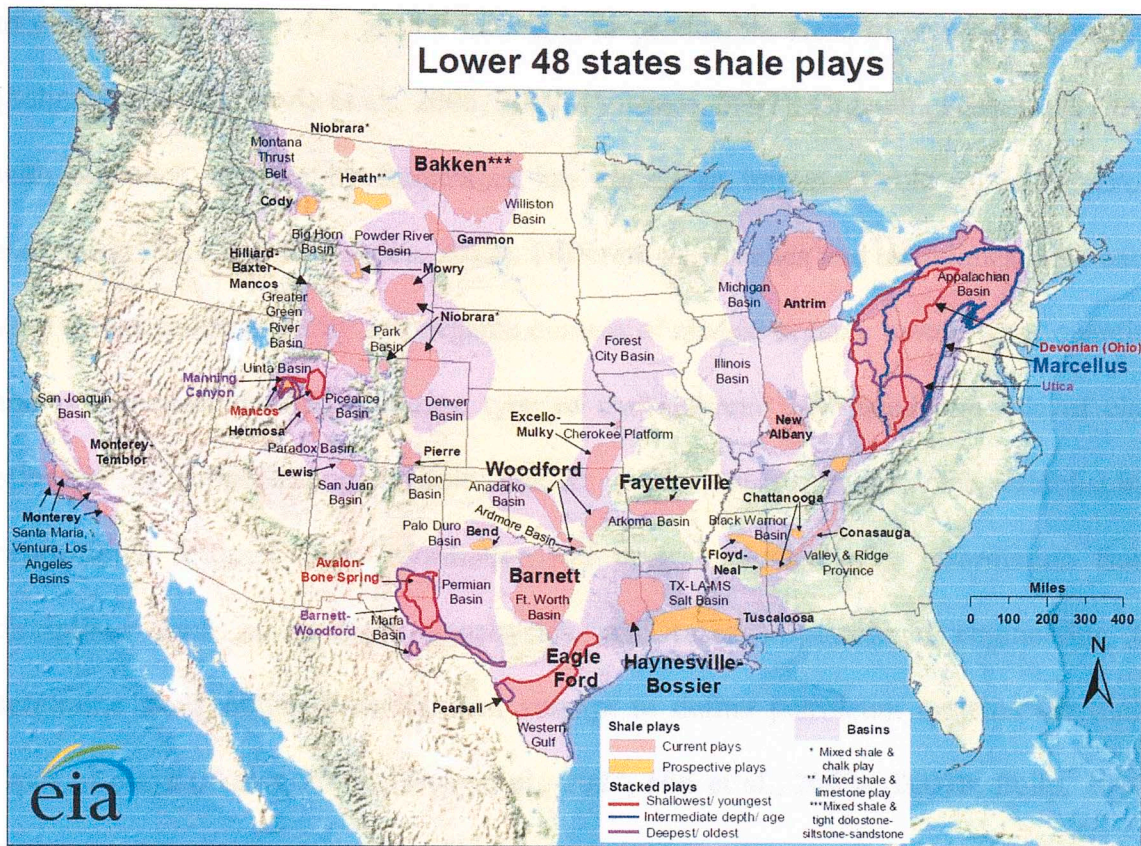 Lower 48 states shale plays
Niobrara*
Montana
Thrust
Belt
Bakken***
Heath**
Cody
Williston
Basin
Big Horn
Basin
Powder River
Basin
Gammon
Hilliard-
Baxter-
Mancos
Mowry
Greater
Green
River
Basin
Niobrara*
Park
Basin
Michigan
Basin
Antrim
Appalachian
Basin
Forest
City Basin
Illinois
Basin
Devonian (Ohio)
Marcellus
Utica
Uinta Basin
Manning
Canyon
Mancos
Piceance
Basin
Denver
Basin
San Joaquin
Basin
Hermosa
Paradox Basin
Excello-
Mulky
Cherokee Platform
New
Albany
Monterey-
Temblor
Lewis
San Juan
Basin
Pierre
Raton
Basin
Woodford
Anadarko
Basin
Fayetteville
Arkoma Basin
Chattanooga
Monterey
Santa Maria,
Ventura, Los
Angeles
Basins
Palo Duro
Basin
Bend
Ardmore Basin
Black Warrior
Basin
Conasauga
Floyd-
Neal
Valley & Ridge
Province
Avalon-
Bone Spring
Permian
Basin
Barnett
Ft. Worth
Basin
TX-LA-MS
Salt Basin
Tuscaloosa
Barnett-
Woodford
Marfa
Basin
Eagle
Ford
Haynesville-
Bossier
Pearsall
Western
Gulf
Miles
0 100 200 300 400
N
Shale plays
Current plays
Prospective plays
Stacked plays
Shallowest/ youngest
Intermediate depth/ age
Deepest/ oldest
Basins
* Mixed shale &
chalk play
** Mixed shale &
limestone play
***Mixed shale &
tight dolostone-
siltstone-sandstone
eia